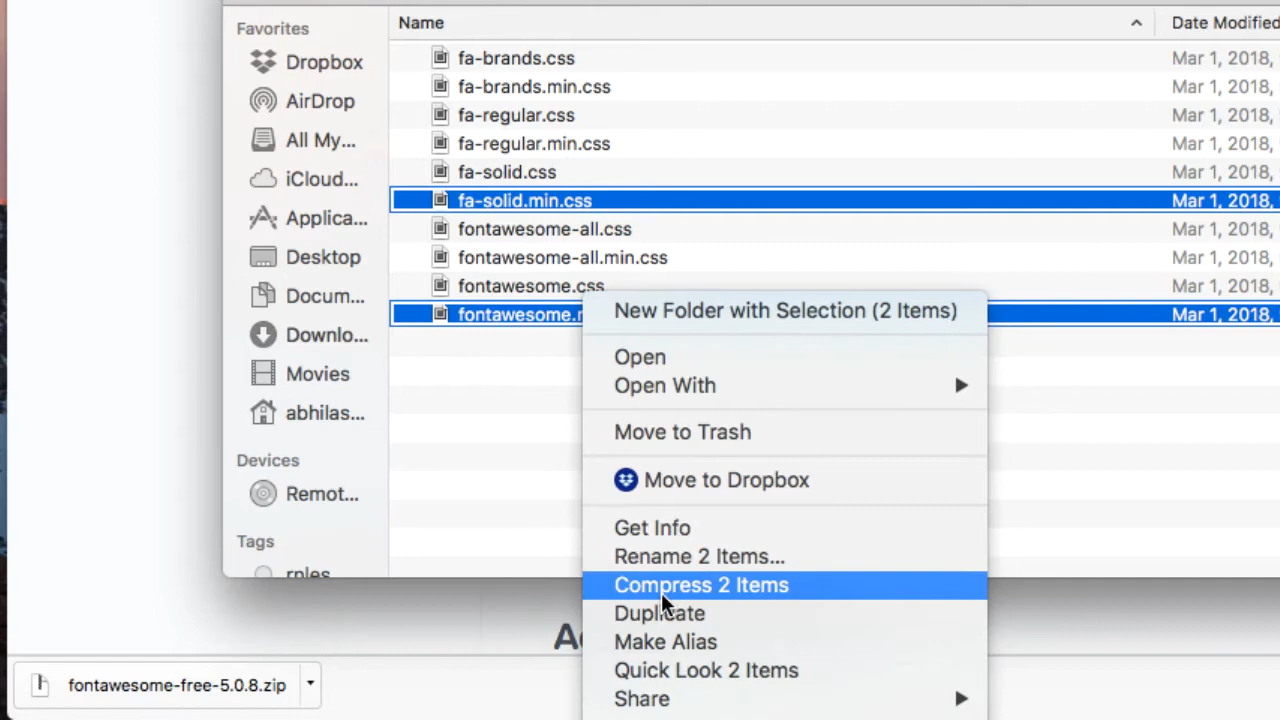 Favorites
Dropbox
AirDrop
All My...
iCloud...
Applica...
Desktop
Docum...
Downlo...
Movies
abhilas...
Devices
Remot...
Tags
Name Date Modified
fa-brands.css Mar 1, 2018,
fa-brands.min.css Mar 1, 2018,
fa-regular.css Mar 1, 2018,
fa-regular.min.css Mar 1, 2018,
fa-solid.css Mar 1, 2018,
fa-solid.min.css Mar 1, 2018,
fontawesome-all.css Mar 1, 2018,
fontawesome-all.min.css Mar 1, 2018,
fontawesome.css Mar 1, 2018,
fontawesome. Mar 1, 2018,
New Folder with Selection (2 Items)
Open
Open With
Move to Trash
Move to Dropbox
Get Info
Rename 2 Items...
Compress 2 Items
Duplicate
Make Alias
Quick Look 2 Items
Share
fontawesome-free-5.0.8.zip